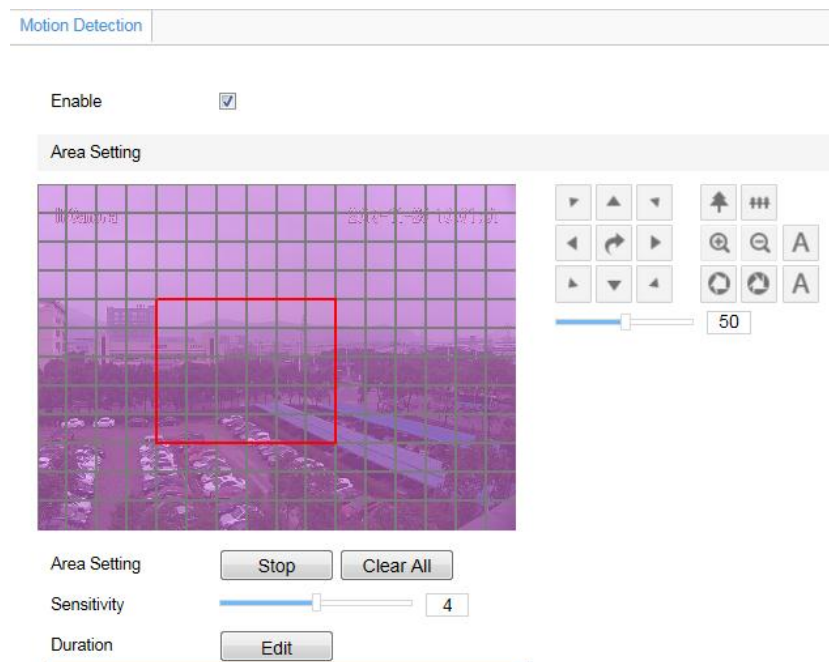 Motion Detection
Enable
Area Setting
A
50
A
Area Setting
Stop
Clear All
Sensitivity
4
Duration
Edit